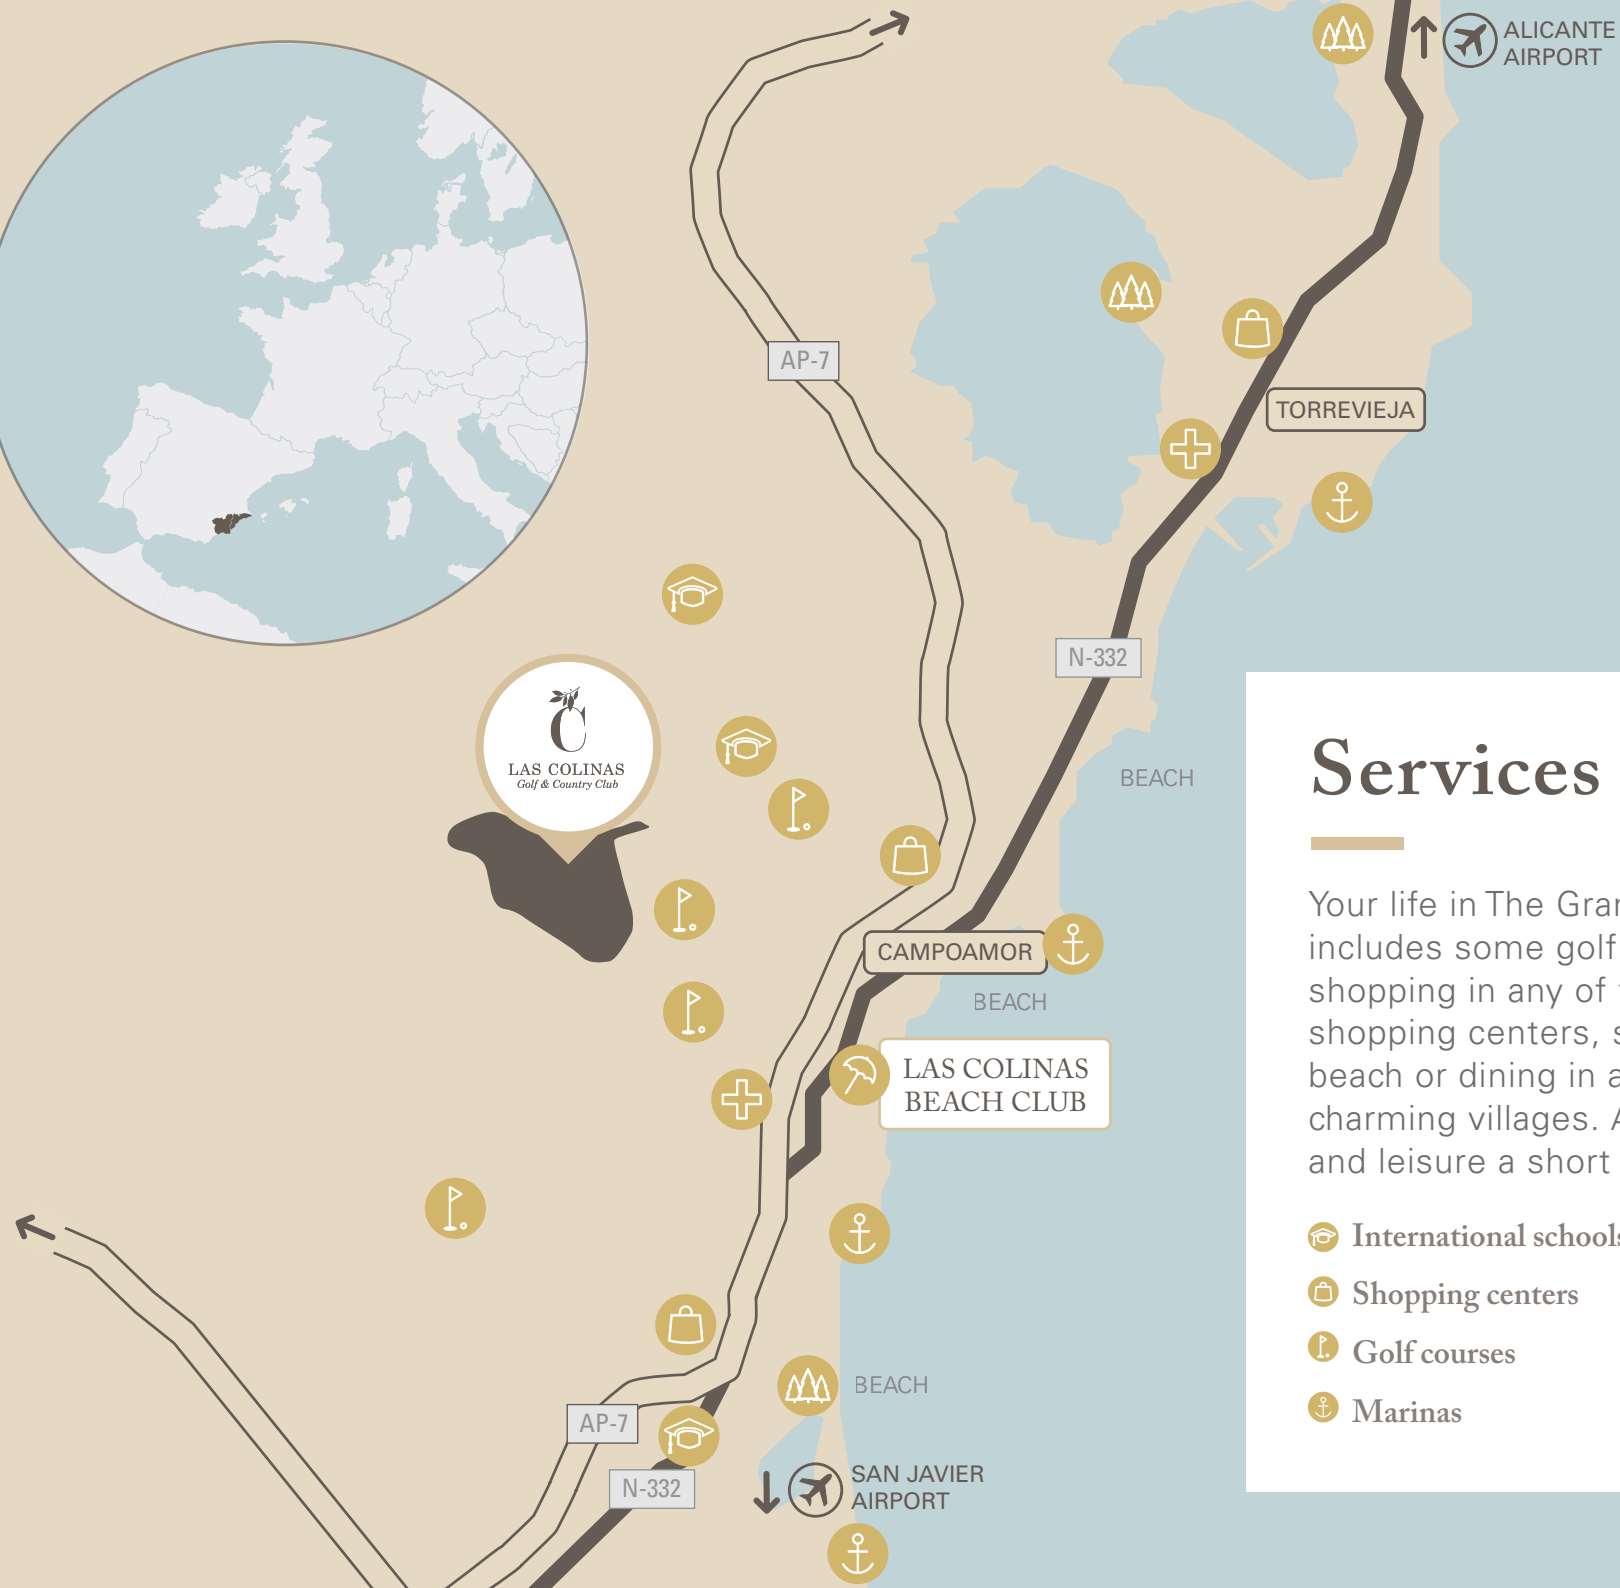 ALICANTE
AIRPORT
AP-7
TORREVIEJA
N-332
C
LAS COLINAS
Golf & Country Club
BEACH
CAMPOAMOR
BEACH
LAS COLINAS
BEACH CLUB
BEACH
AP-7
N-332
SAN JAVIER
AIRPORT
Services
Your life in The
includes some golf
shopping in any of
shopping centers,
beach or dining in
charming villages.
and leisure a short
International schools
Shopping centers
Golf courses
Marinas